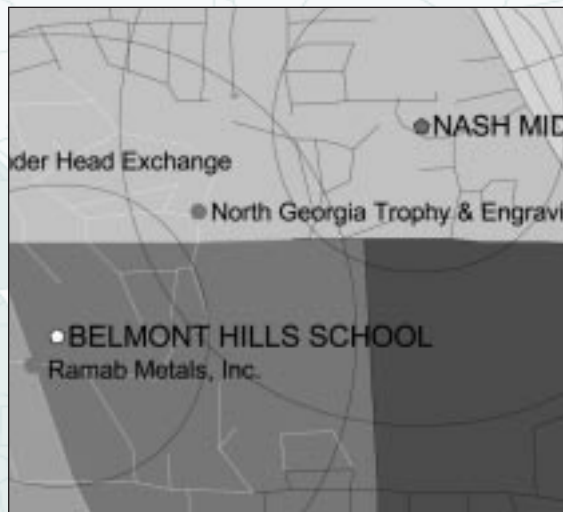 NASH MID
der Head Exchange
North Georgia Trophy & Engravi
BELMONT HILLS SCHOOL
Ramab Metals, Inc.